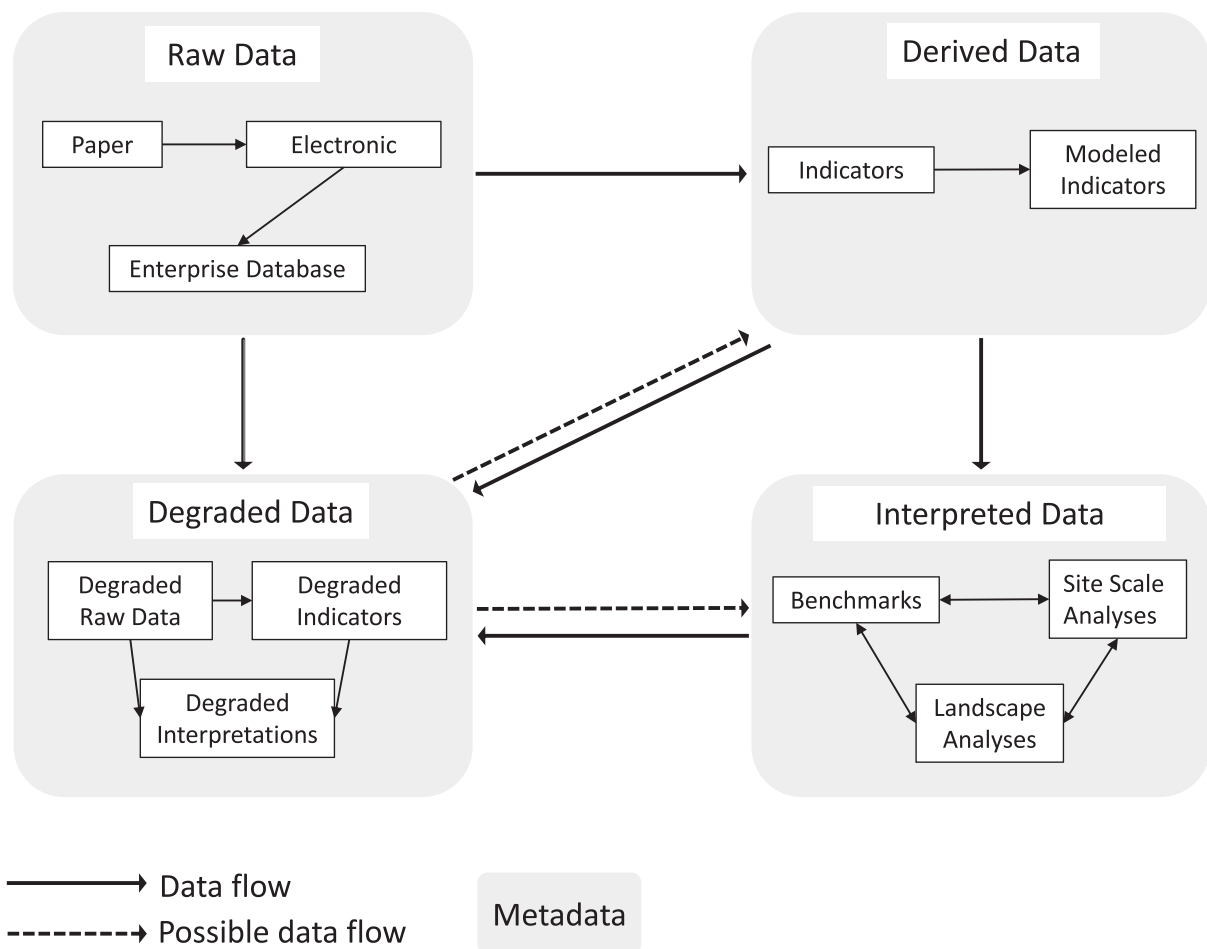 Raw Data
Paper
Electronic
Enterprise Database
Derived Data
Indicators
Modeled
Indicators
Degraded Data
Degraded
Raw Data
Degraded
Indicators
Degraded
Interpretations
Interpreted Data
Benchmarks
Site Scale
Analyses
Landscape
Analyses
Data flow
Possible data flow
Metadata